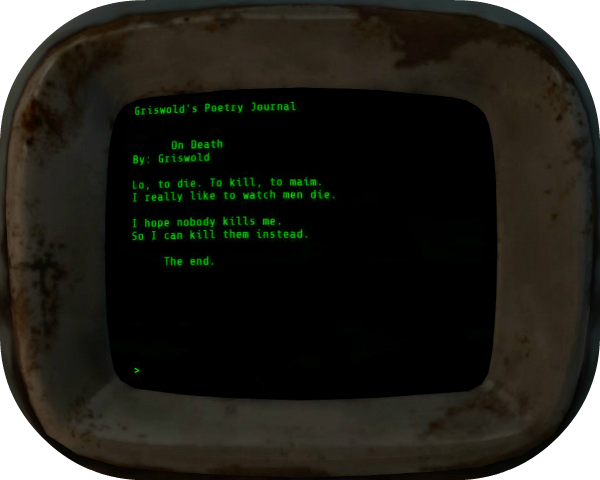 Griswold's Poetry Journal
On Death
By: Griswold
Lo, to die. To kill, to maim.
I really like to watch men die.
I hope nobody kills me.
So I can kill them instead.
The end.
>